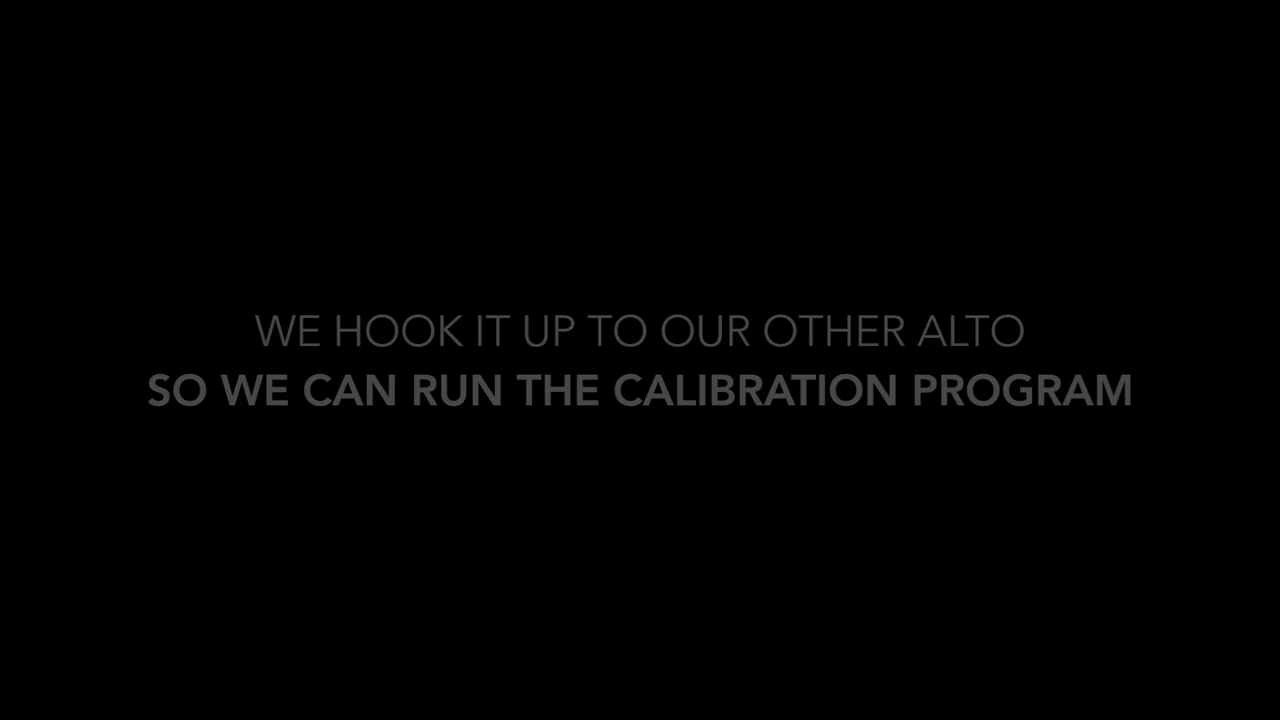 WE HOOK IT UP TO OUR OTHER ALTO
SO WE CAN RUN THE CALIBRATION PROGRAM